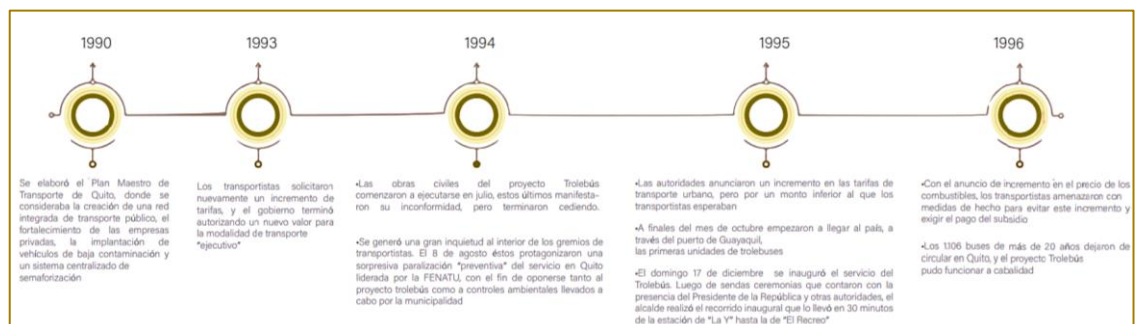 1990
1993
1994
1995
1996
Se elaboró el Plan Maestro de
Transporte de Quito, donde se
consideraba la creación de una red
integrada de transporte público, el
fortalecimiento de las empresas
privadas, la implantación de
vehículos de baja contaminación y
un sistema centralizado de
semaforización
Los transportistas solicitaron
nuevamente un incremento de
tarifas, y el gobierno terminó
autorizando un nuevo valor para
la modalidad de transporte
"ejecutivo"
•Las obras civiles del proyecto Trolebús
comenzaron a ejecutarse en julio, estos últimos manifesta-
ron su inconformidad, pero terminaron cediendo.
•Se generó una gran inquietud al interior de los gremios de
transportistas. El 8 de agosto éstos protagonizaron una
sorpresiva paralización "preventiva" del servicio en Quito
liderada por la FENATU, con el fin de oponerse tanto al
proyecto trolebús como a controles ambientales llevados a
cabo por la municipalidad
•Las autoridades anunciaron un incremento en las tarifas de
transporte urbano, pero por un monto inferior al que los
transportistas esperaban
•A finales del mes de octubre empezaron a llegar al país, a
través del puerto de Guayaquil,
las primeras unidades de trolebuses
•El domingo 17 de diciembre se inauguró el servicio del
Trolebús. Luego de sendas ceremonias que contaron con la
presencia del Presidente de la República y otras autoridades, el
alcalde realizó el recorrido inaugural que lo llevó en 30 minutos
de la estación de "La Y" hasta la de "El Recreo"
•Con el anuncio de incremento en el precio de los
combustibles, los transportistas amenazaron con
medidas de hecho para evitar este incremento y
exigir el pago del subsidio
•Los 1.106 buses de más de 20 años dejaron de
circular en Quito, y el proyecto Trolebús
pudo funcionar a cabalidad